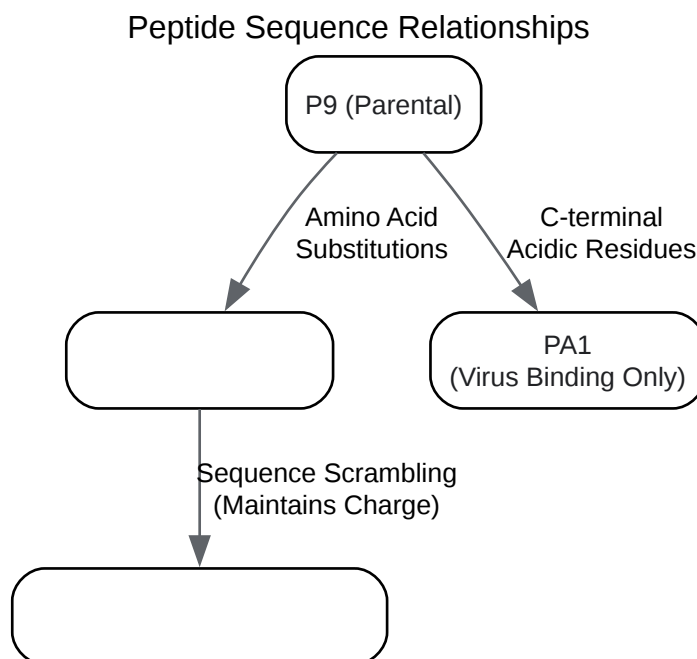 Peptide Sequence Relationships
P9 (Parental)
Amino Acid
Substitutions
C-terminal
Acidic Residues
PA1
(Virus Binding Only)
Sequence Scrambling
(Maintains Charge)